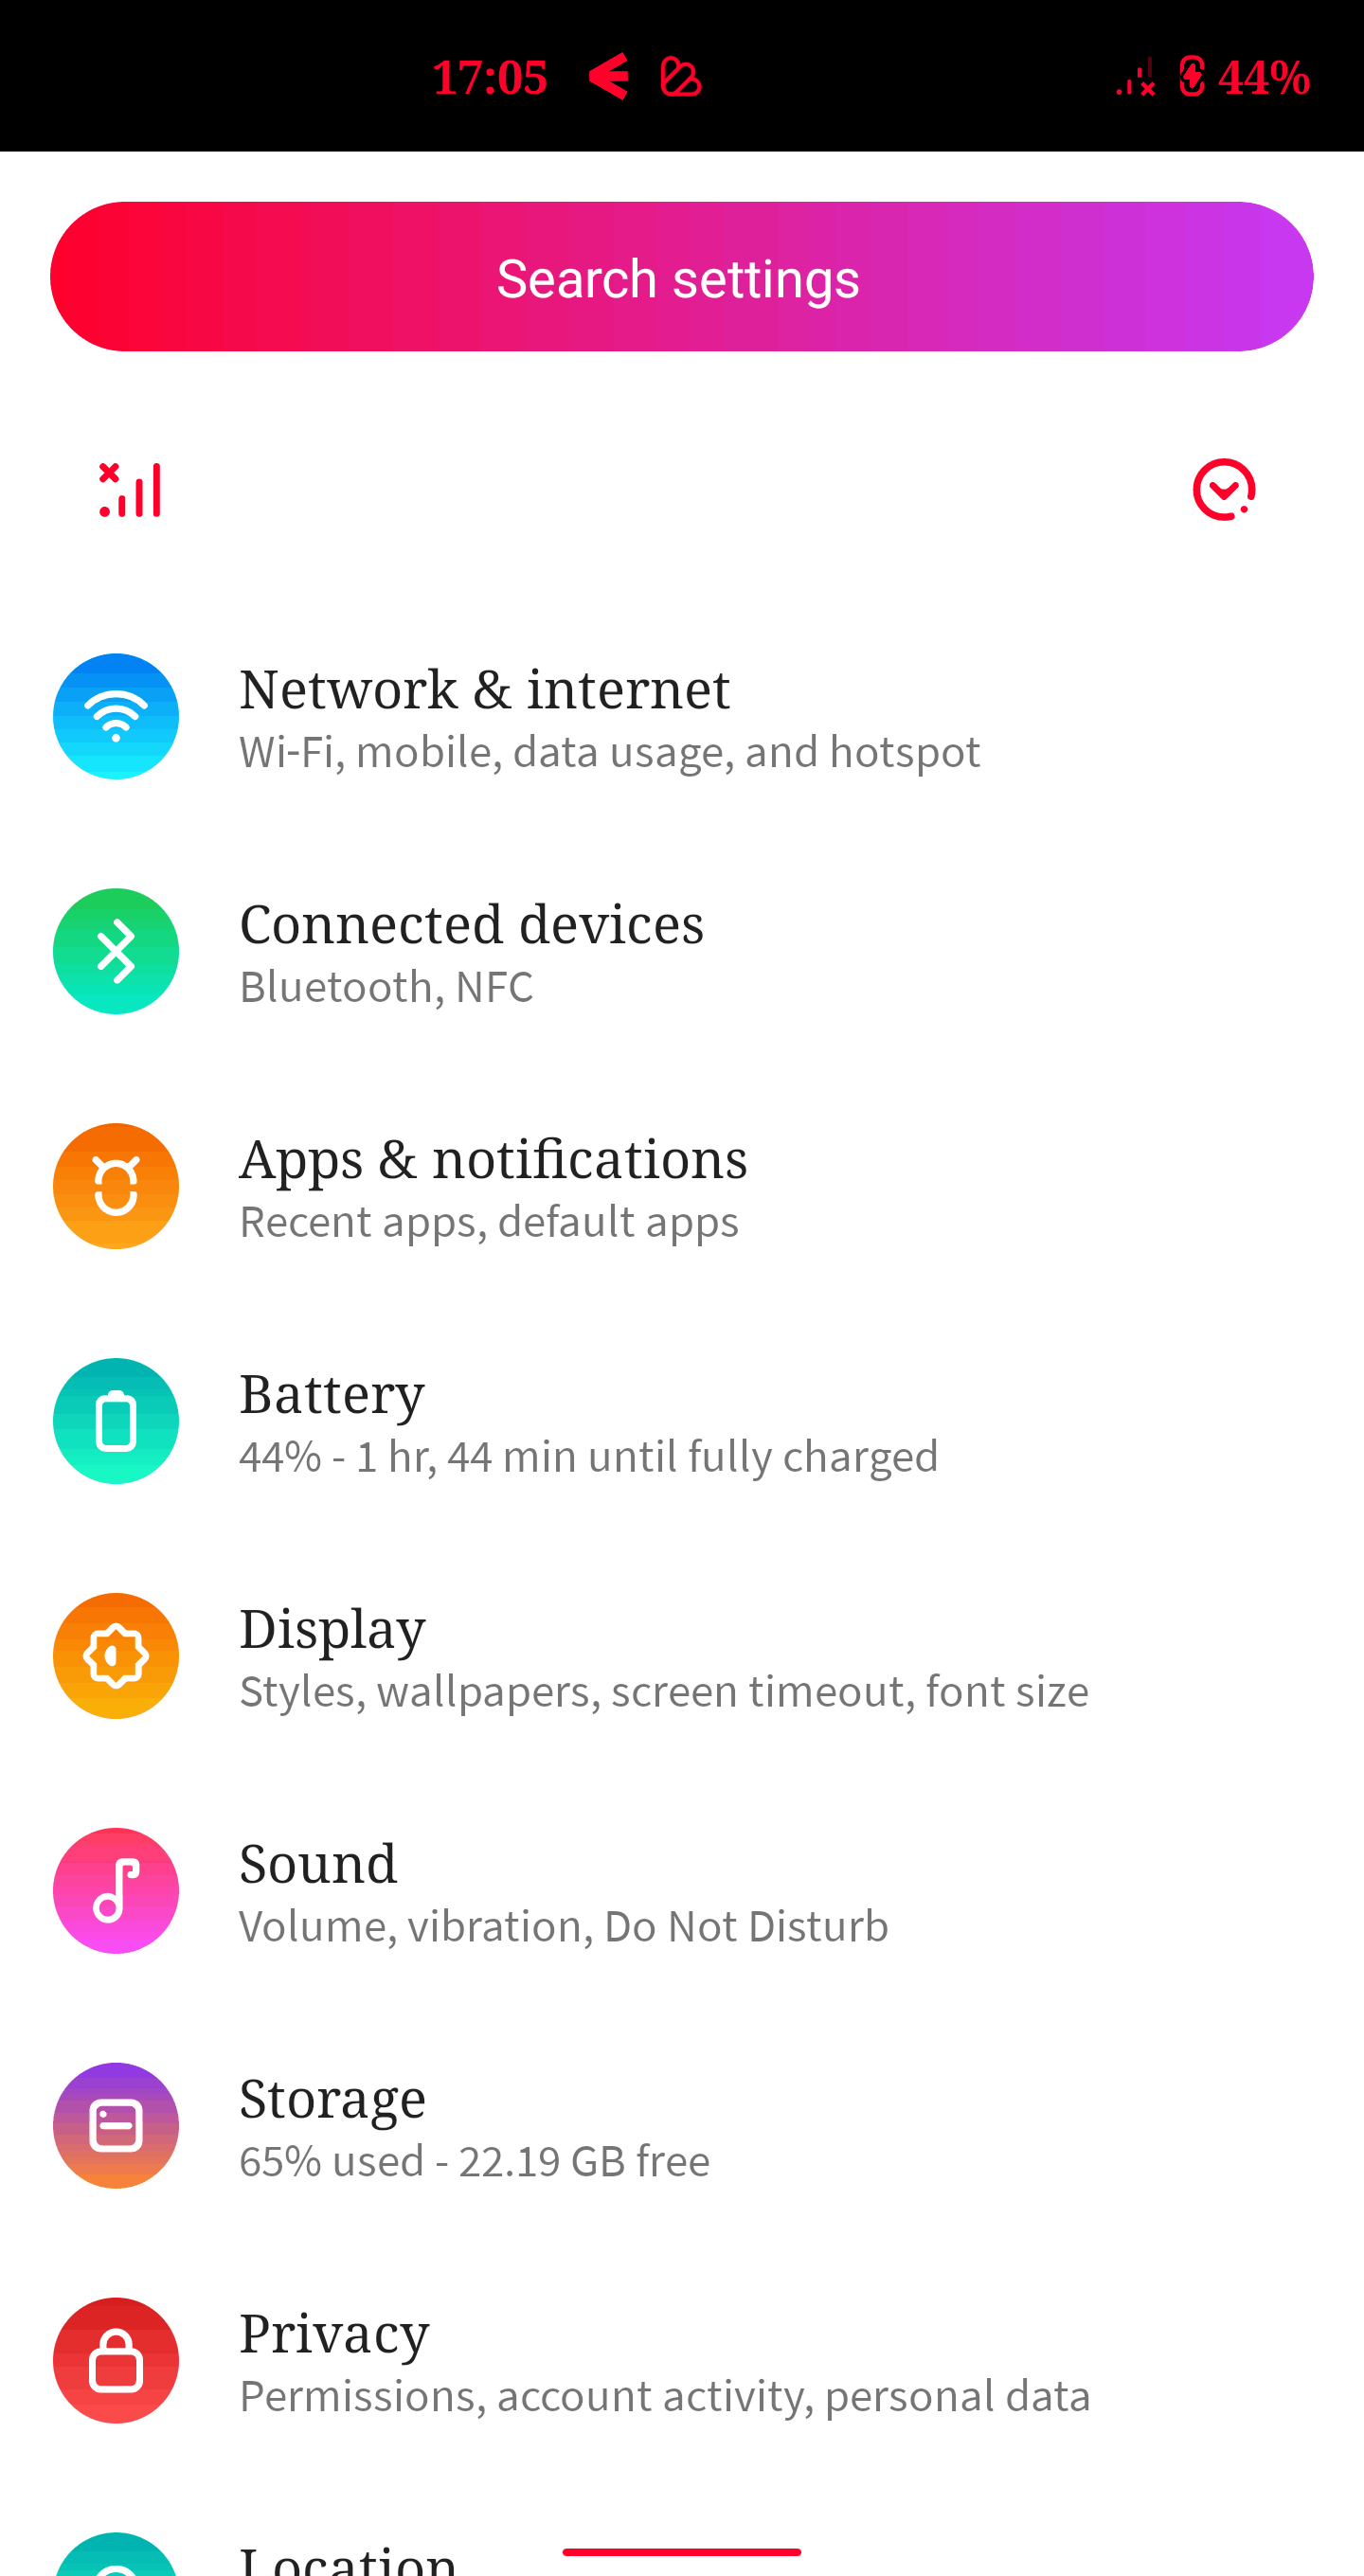 17:05
44%
Search settings
Network & internet
Wi-Fi, mobile, data usage, and hotspot
Connected devices
Bluetooth, NFC
Apps & notifications
Recent apps, default apps
Battery
44% - 1 hr, 44 min until fully charged
Display
Styles, wallpapers, screen timeout, font size
Sound
Volume, vibration, Do Not Disturb
Storage
65% used - 22.19 GB free
Privacy
Permissions, account activity, personal data
Location